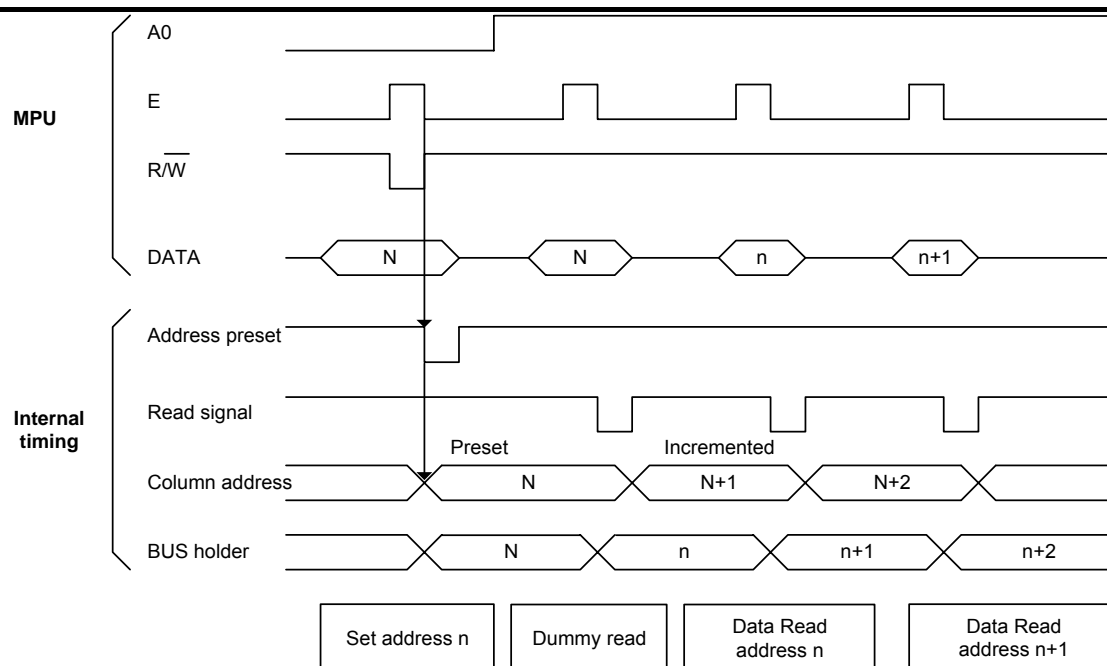 A0
E
MPU
R/W̅
DATA
N
N
n
n+1
Address preset
Internal
timing
Read signal
Preset
Incremented
Column address
N
N+1
N+2
BUS holder
N
n
n+1
n+2
Set address n
Dummy read
Data Read
address n
Data Read
address n+1